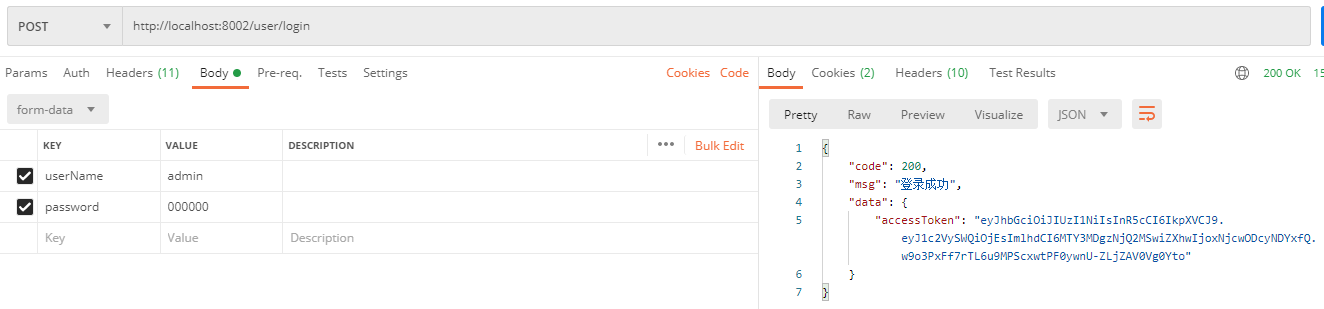 POST http://localhost:8002/user/login
Params Auth Headers (11) Body Pre-req. Tests Settings Cookies Code
form-data
KEY VALUE DESCRIPTION ••• Bulk Edit
userName admin
password 000000
Key Value Description
Body Cookies (2) Headers (10) Test Results 200 OK 15
Pretty Raw Preview Visualize JSON
1 {
2 "code": 200,
3 "msg": "登录成功",
4 "data": {
5 "accessToken": "eyJhbGciOiJIUzI1NiIsInR5cCI6IkpXVCJ9.
eyJ1c2VySWQiOjEsImlhdCI6MTY3MDgzNjQ2MSwiZXhwIjoxNjcwODcyNDYxfQ.
w9o3PxFf7rTL6u9MPScxwtPF0ywnU-ZLjZAV0Vg0Yto"
6 }
7 }